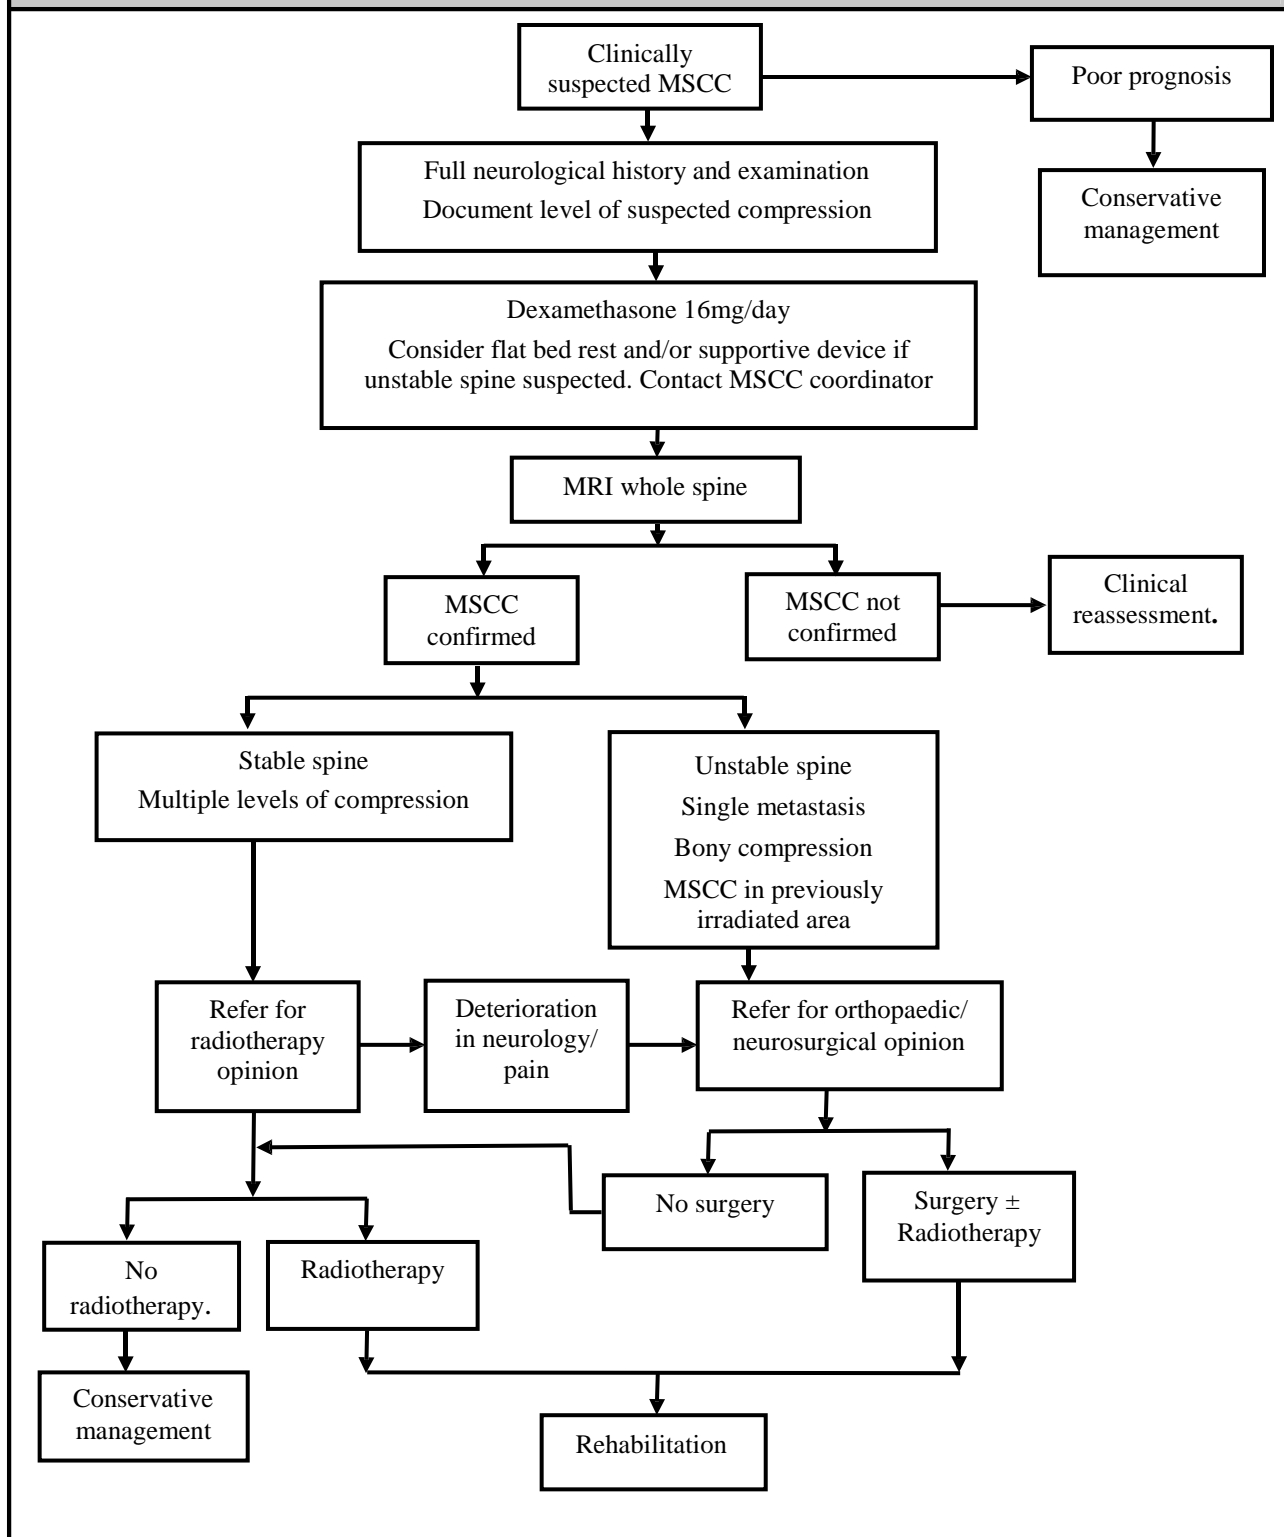 Clinically
suspected MSCC
Poor prognosis
Full neurological history and examination
Document level of suspected compression
Conservative
management
Dexamethasone 16mg/day
Consider flat bed rest and/or supportive device if
unstable spine suspected. Contact MSCC coordinator
MRI whole spine
MSCC
confirmed
MSCC not
confirmed
Clinical
reassessment.
Stable spine
Multiple levels of compression
Unstable spine
Single metastasis
Bony compression
MSCC in previously
irradiated area
Refer for
radiotherapy
opinion
Deterioration
in neurology/
pain
Refer for orthopaedic/
neurosurgical opinion
No surgery
Surgery ±
Radiotherapy
No
radiotherapy.
Radiotherapy
Conservative
management
Rehabilitation